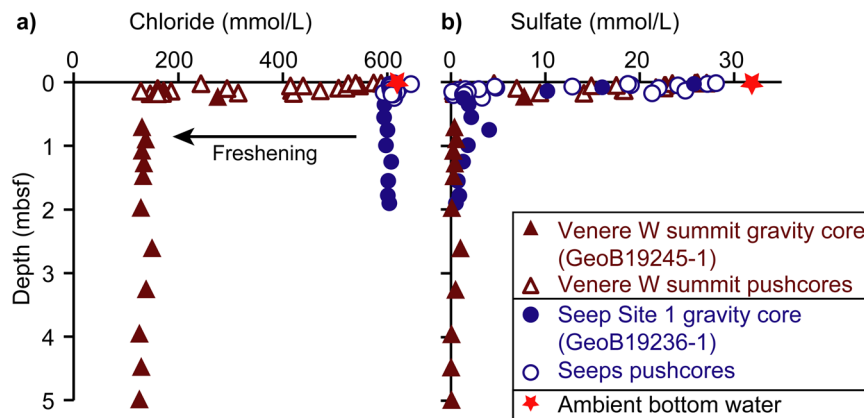 a) Chloride (mmol/L)
0 200 400 600
b) Sulfate (mmol/L)
0 10 20 30
Depth (mbsf)
0
1
2
3
4
5
Freshening
Venere W summit gravity core
(GeoB19245-1)
Venere W summit pushcores
Seep Site 1 gravity core
(GeoB19236-1)
Seeps pushcores
Ambient bottom water